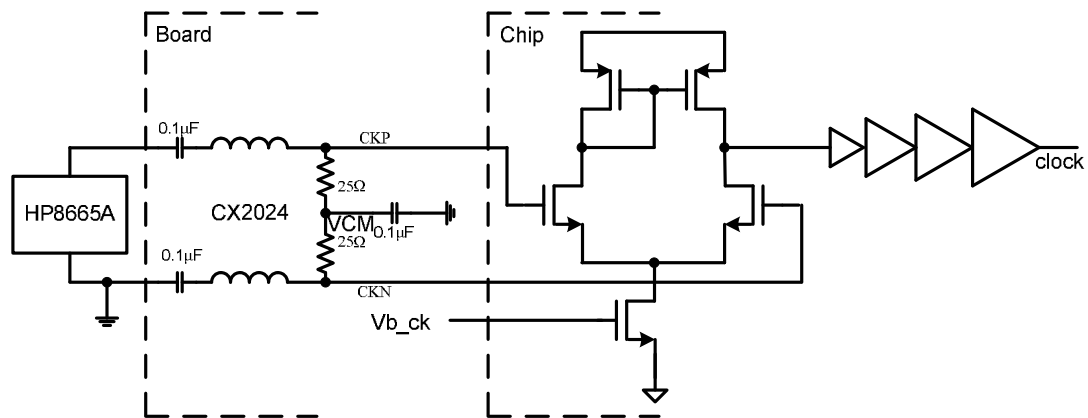 Board
Chip
0.1µF
CKP
25Ω
HP8665A
CX2024
VCM
0.1µF
0.1µF
25Ω
CKN
Vb_ck
clock